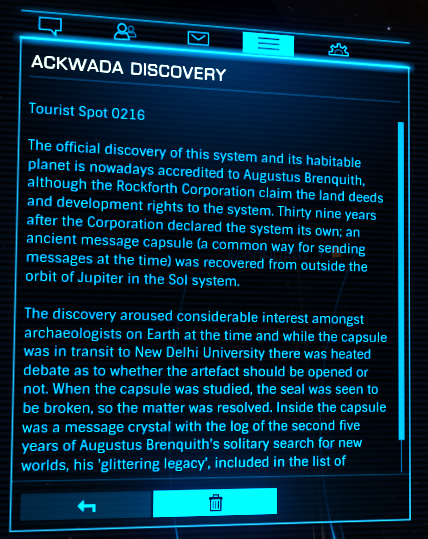 ACKWADA DISCOVERY
Tourist Spot 0216
The official discovery of this system and its habitable
planet is nowadays accredited to Augustus Brenquith,
although the Rockforth Corporation claim the land deeds
and development rights to the system. Thirty nine years
after the Corporation declared the system its own; an
ancient message capsule (a common way for sending
messages at the time) was recovered from outside the
orbit of Jupiter in the Sol system.
The discovery aroused considerable interest amongst
archaeologists on Earth at the time and while the capsule
was in transit to New Delhi University there was heated
debate as to whether the artefact should be opened or
not. When the capsule was studied, the seal was seen to
be broken, so the matter was resolved. Inside the capsule
was a message crystal with the log of the second five
years of Augustus Brenquith's solitary search for new
worlds, his 'glittering legacy', included in the list of